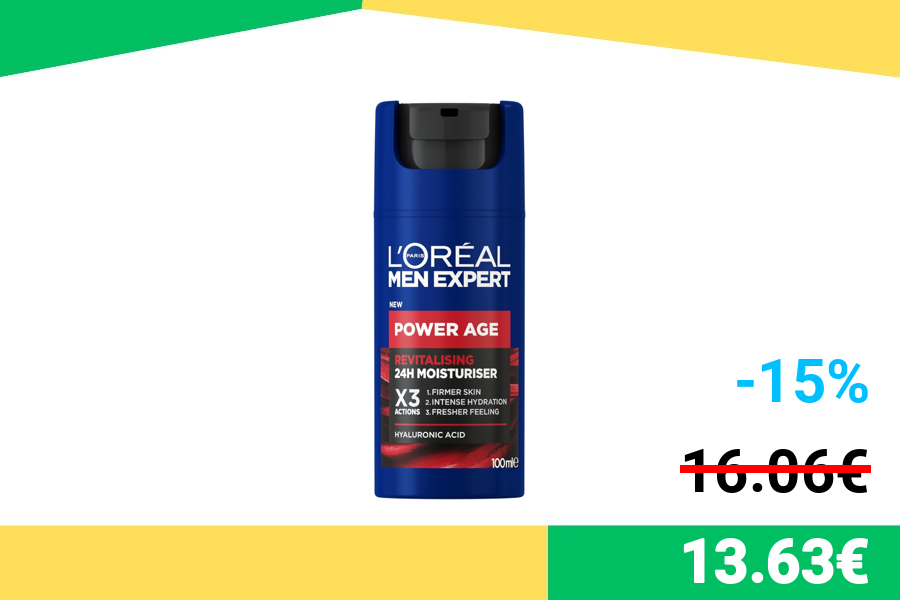 L'ORÉAL
PARIS
MEN EXPERT
NEW
POWER AGE
REVITALISING
24H MOISTURISER
X3
ACTIONS
1. FIRMER SKIN
2. INTENSE HYDRATION
3. FRESHER FEELING
HYALURONIC ACID
100ml℮
-15%
16.06€
13.63€